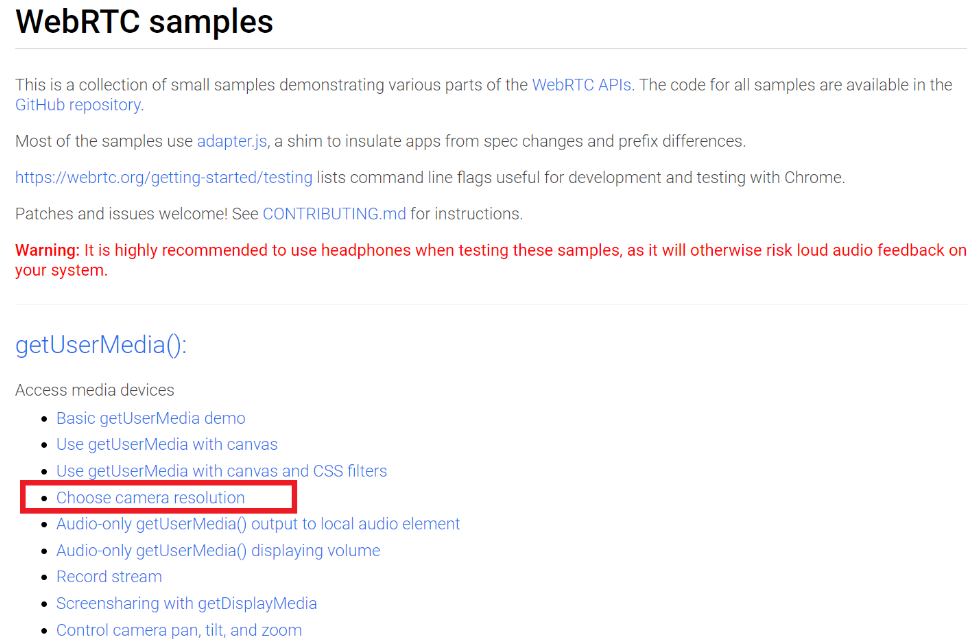 WebRTC samples
This is a collection of small samples demonstrating various parts of the WebRTC APIs. The code for all samples are available in the
GitHub repository.
Most of the samples use adapter.js, a shim to insulate apps from spec changes and prefix differences.
https://webrtc.org/getting-started/testing lists command line flags useful for development and testing with Chrome.
Patches and issues welcome! See CONTRIBUTING.md for instructions.
Warning: It is highly recommended to use headphones when testing these samples, as it will otherwise risk loud audio feedback on
your system.
getUserMedia():
Access media devices
• Basic getUserMedia demo
• Use getUserMedia with canvas
• Use getUserMedia with canvas and CSS filters
• Choose camera resolution
• Audio-only getUserMedia() output to local audio element
• Audio-only getUserMedia() displaying volume
• Record stream
• Screensharing with getDisplayMedia
• Control camera pan, tilt, and zoom